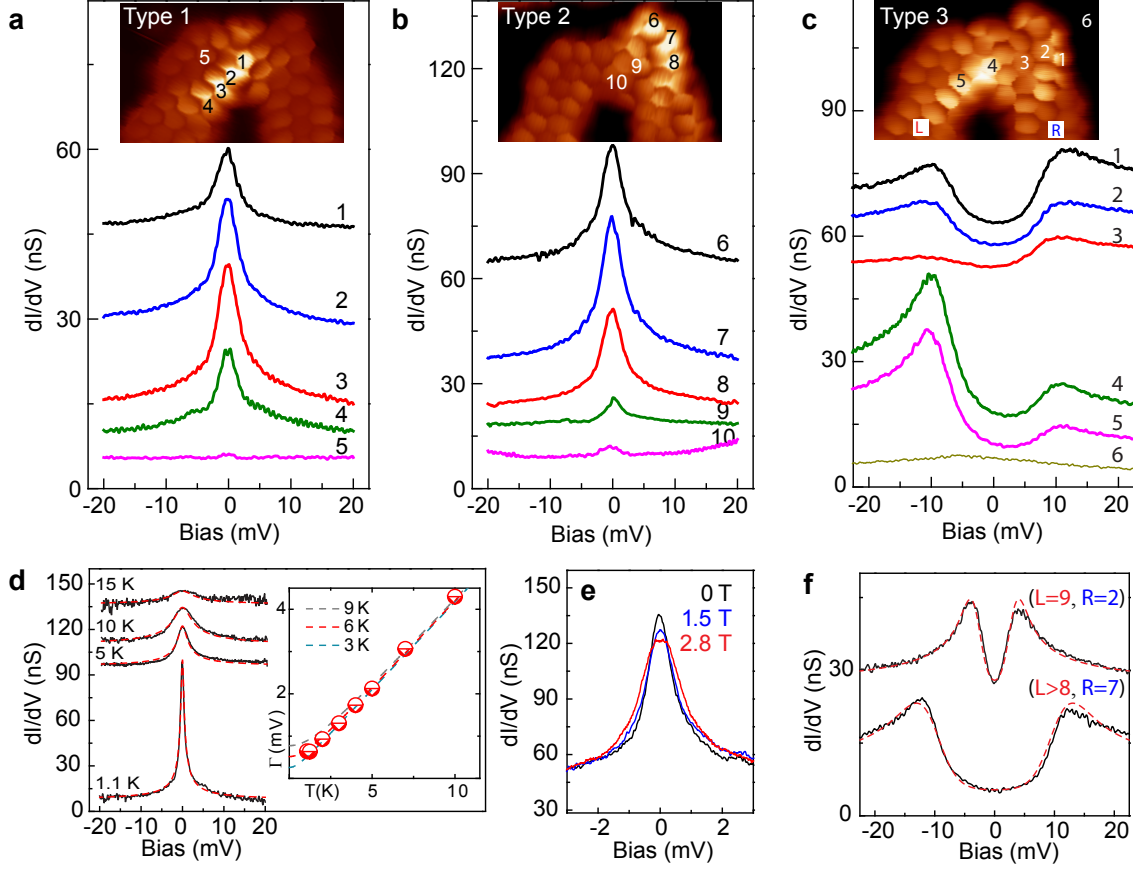 a
Type 1
5
1
2
3
4
60
30
0
dI/dV (nS)
1
2
3
4
5
-20 -10 0 10 20
Bias (mV)
b
Type 2
6
7
8
9
10
120
90
60
30
0
dI/dV (nS)
6
7
8
9
10
-20 -10 0 10 20
Bias (mV)
c
Type 3
6
1
2
3
4
5
L
R
90
60
30
0
dI/dV (nS)
1
2
3
4
5
6
-20 -10 0 10 20
Bias (mV)
d
150
120
90
60
30
0
dI/dV (nS)
15 K
10 K
5 K
1.1 K
-20 -10 0 10 20
Bias (mV)
9 K
6 K
3 K
4
2
Γ (mV)
T(K) 5 10
e
150
120
90
60
30
dI/dV (nS)
0 T
1.5 T
2.8 T
-2 0 2
Bias (mV)
f
(L=9, R=2)
(L>8, R=7)
60
30
0
dI/dV (nS)
-20 -10 0 10 20
Bias (mV)